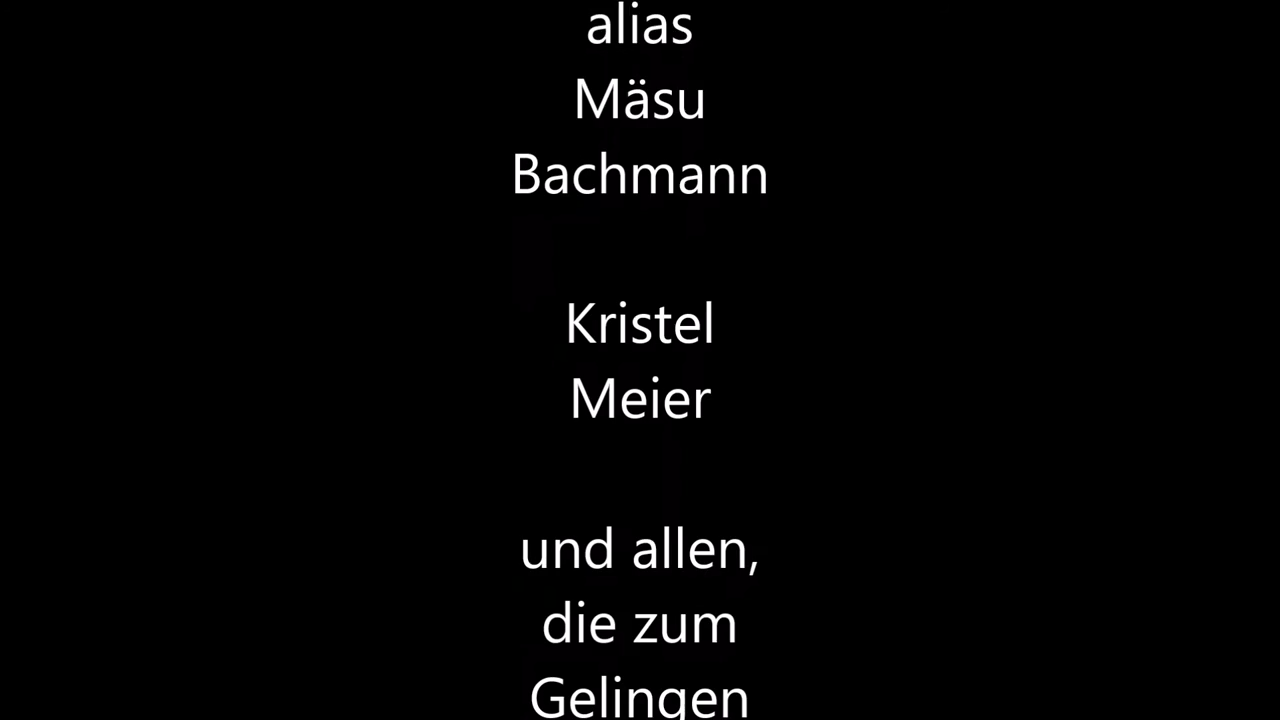 alias
Mäsu
Bachmann
Kristel
Meier
und allen,
die zum
Gelingen